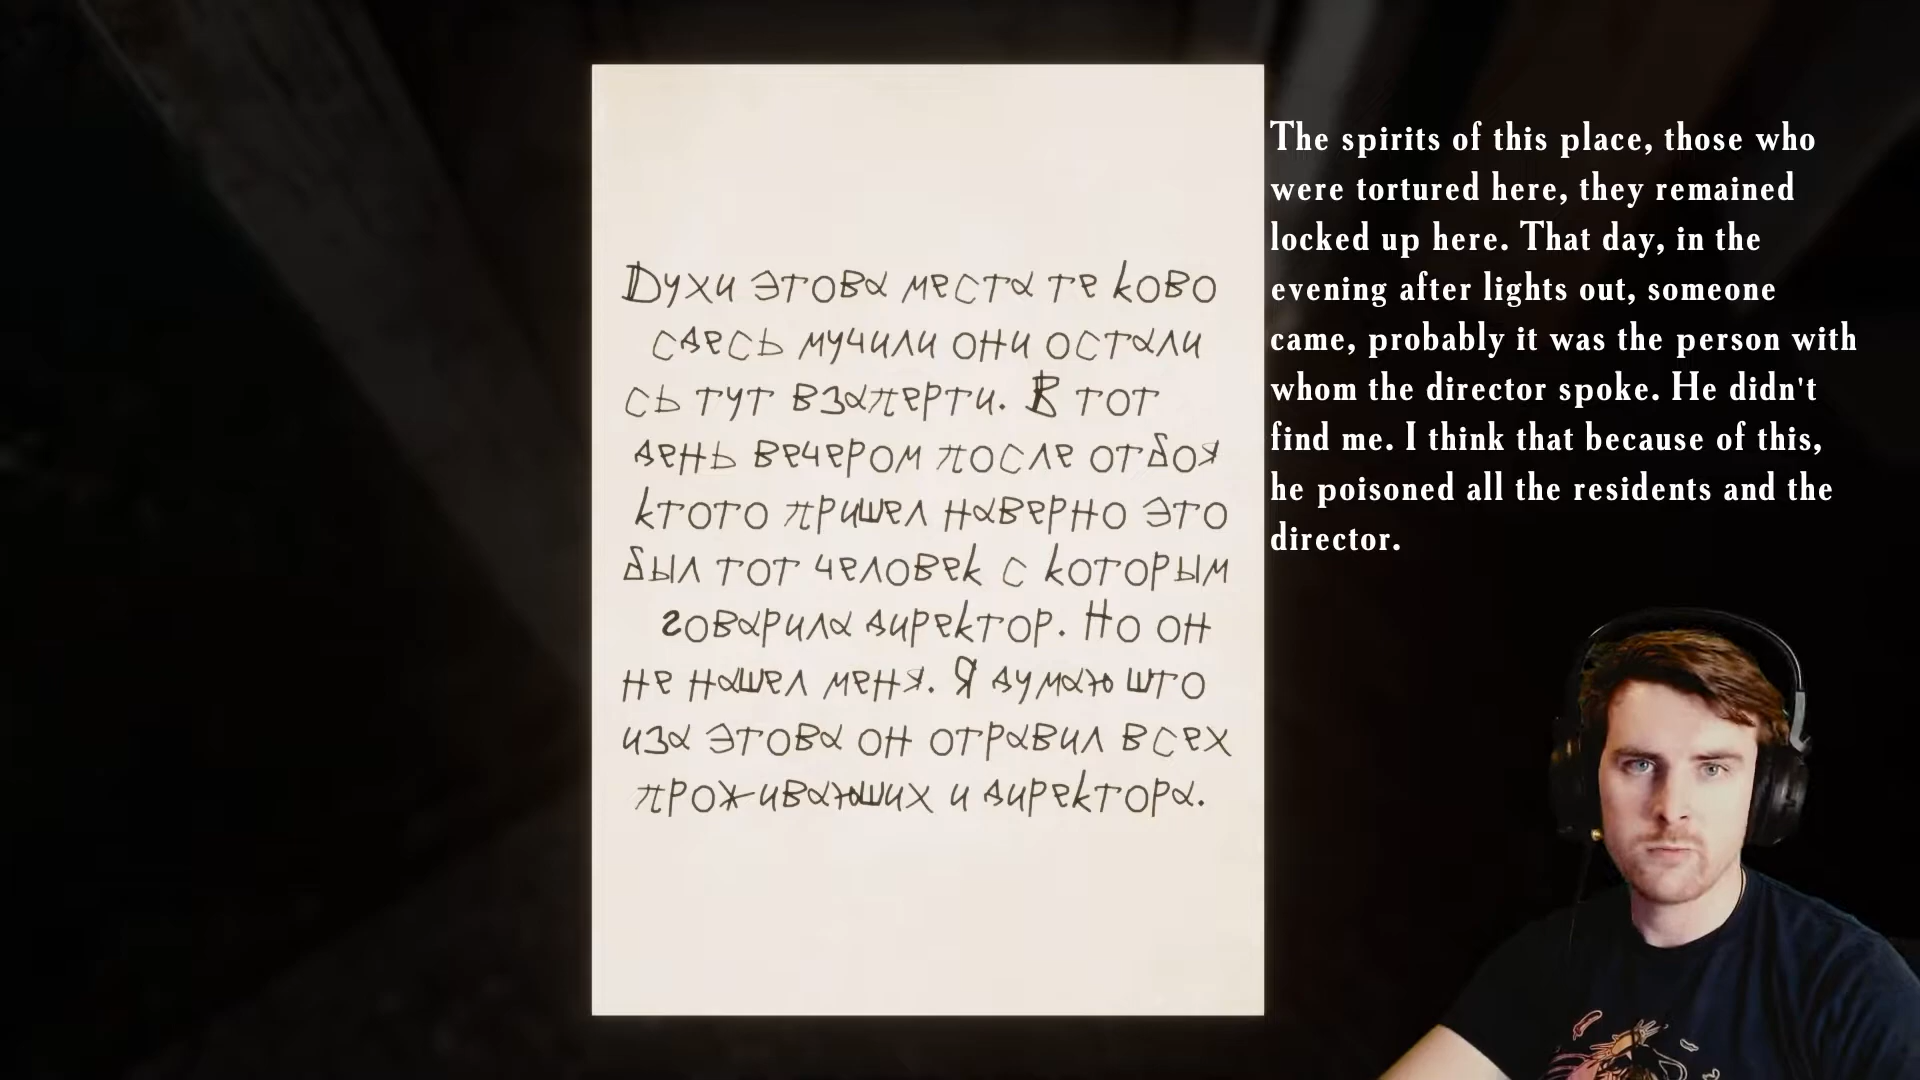 Духи этова места те ково
сдесь мучили они остали
сь тут взаперти. В тот
день вечером после отбоя
ктото пришел наверно это
был тот человек с которым
говарила директор. Но он
не нашел меня. Я думаю што
иза этова он отравил всех
проживаюших и директора.
The spirits of this place, those who
were tortured here, they remained
locked up here. That day, in the
evening after lights out, someone
came, probably it was the person with
whom the director spoke. He didn't
find me. I think that because of this,
he poisoned all the residents and the
director.